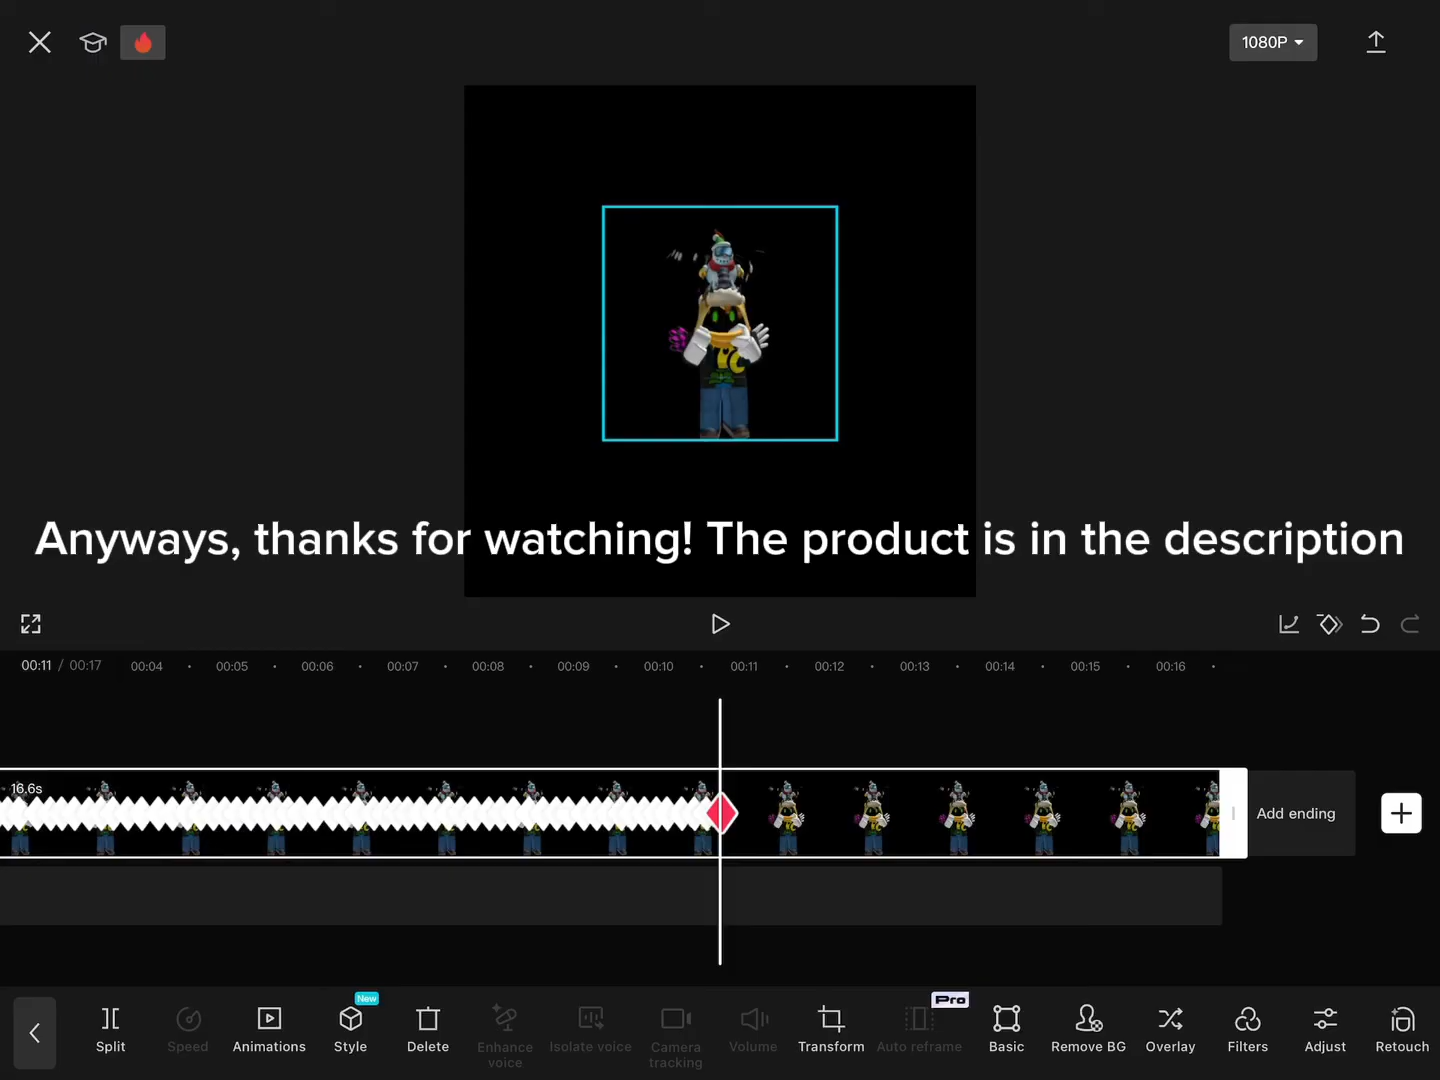 1080P
Anyways, thanks for watching! The product is in the description
00:11 / 00:17 00:04 00:05 00:06 00:07 00:08 00:09 00:10 00:11 00:12 00:13 00:14 00:15 00:16
16.6s
Add ending
New
Pro
Split
Speed
Animations
Style
Delete
Enhance
voice
Isolate voice
Camera
tracking
Volume
Transform
Auto reframe
Basic
Remove BG
Overlay
Filters
Adjust
Retouch